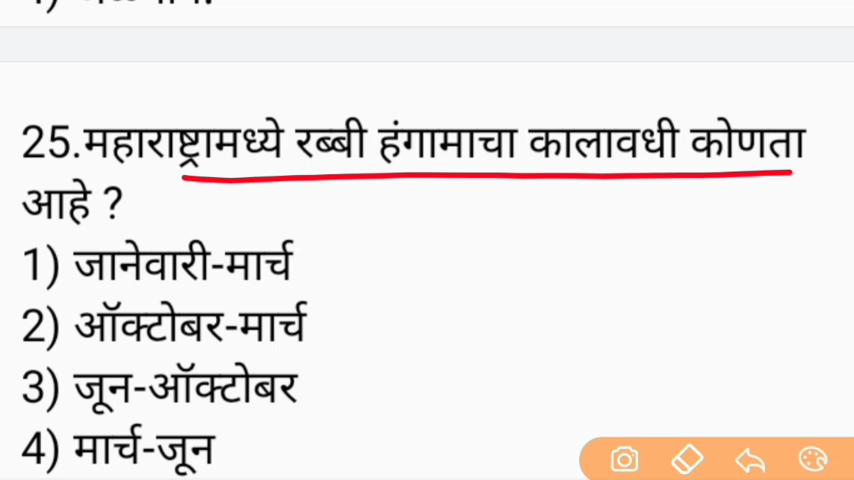 25.महाराष्ट्रामध्ये रब्बी हंगामाचा कालावधी कोणता
आहे ?
1) जानेवारी-मार्च
2) ऑक्टोबर-मार्च
3) जून-ऑक्टोबर
4) मार्च-जून